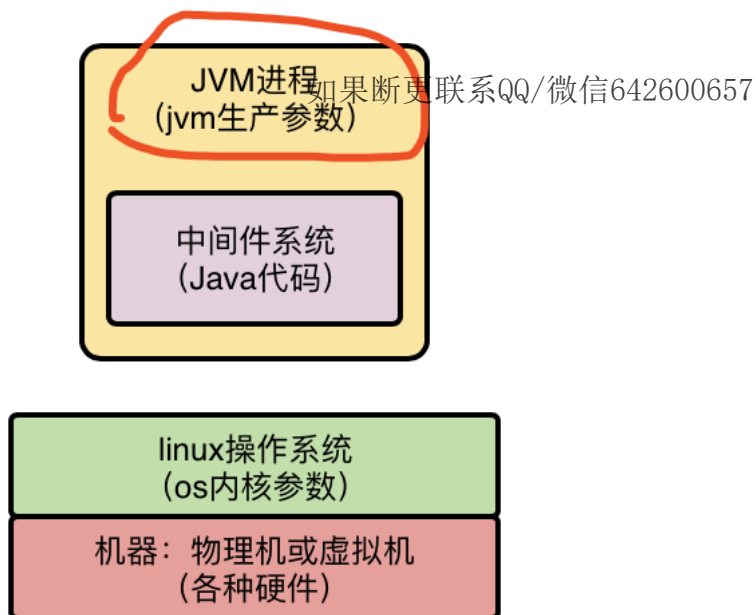 JVM进程
如果断更联系QQ/微信642600657
(jvm生产参数)
中间件系统
(Java代码)
linux操作系统
(os内核参数)
机器：物理机或虚拟机
(各种硬件)